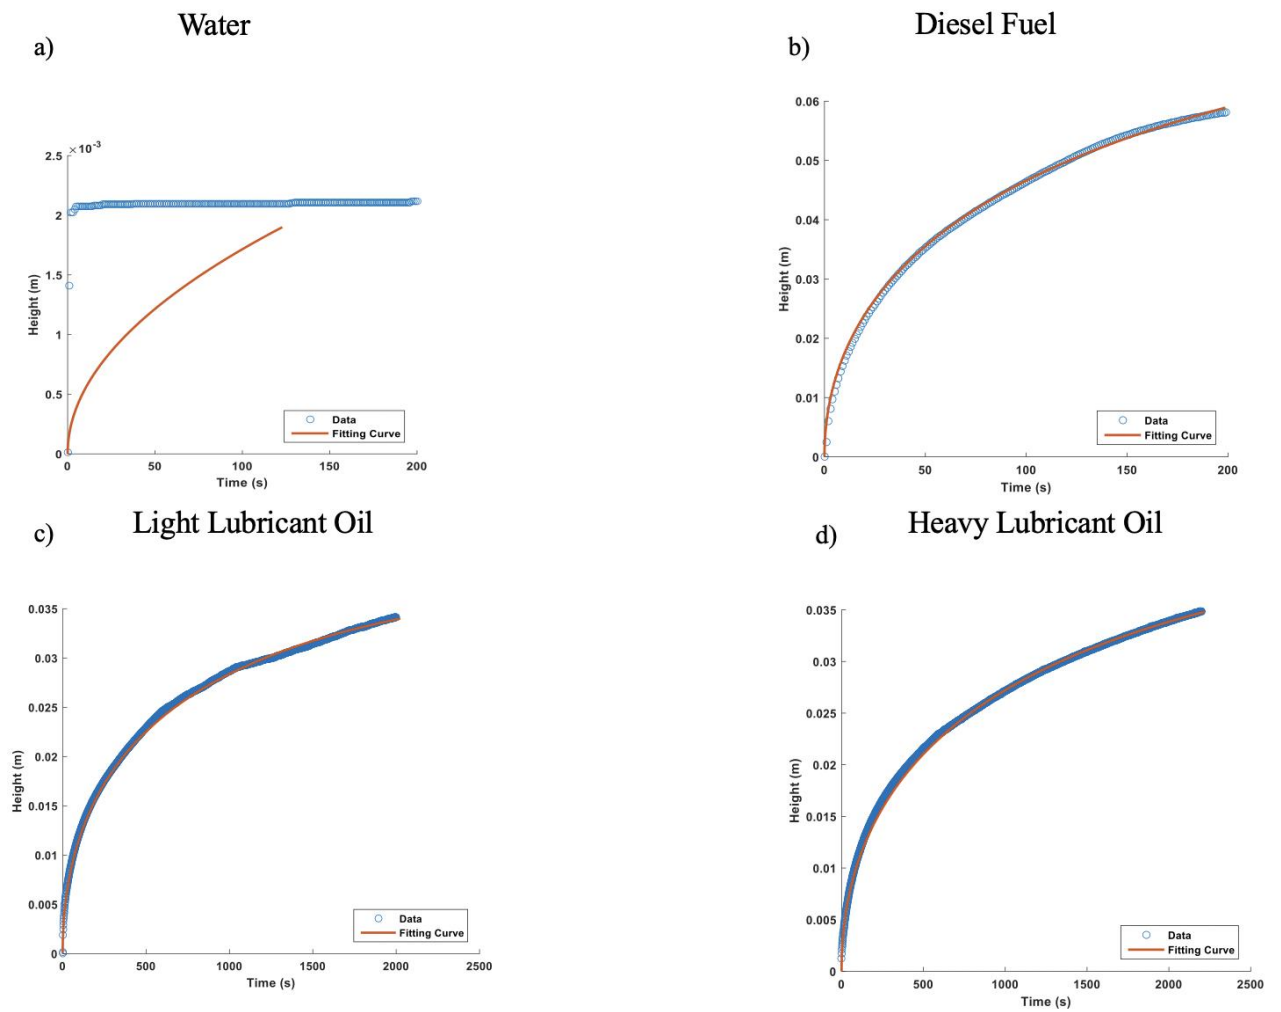 Water
a)
×10⁻³
2.5
2
1.5
1
0.5
0
Height (m)
0 50 100 150 200
Time (s)
Data
Fitting Curve
Diesel Fuel
b)
0.06
0.05
0.04
0.03
0.02
0.01
0
Height (m)
0 50 100 150 200
Time (s)
Data
Fitting Curve
Light Lubricant Oil
c)
0.035
0.03
0.025
0.02
0.015
0.01
0.005
0
Height (m)
0 500 1000 1500 2000 2500
Time (s)
Data
Fitting Curve
Heavy Lubricant Oil
d)
0.035
0.03
0.025
0.02
0.015
0.01
0.005
0
Height (m)
0 500 1000 1500 2000 2500
Time (s)
Data
Fitting Curve